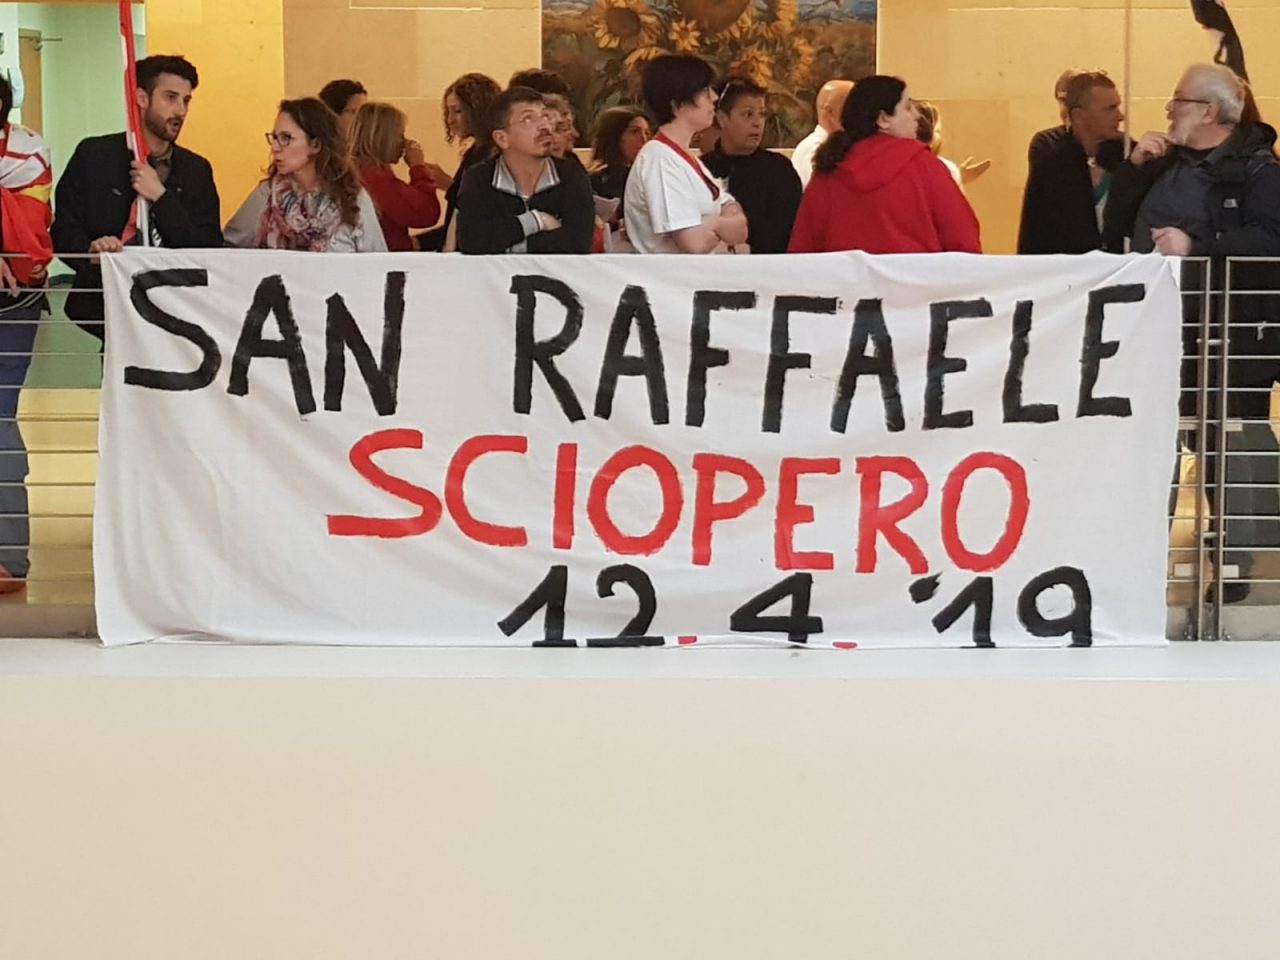 SAN RAFFAELE
SCIOPERO
12.4.'19